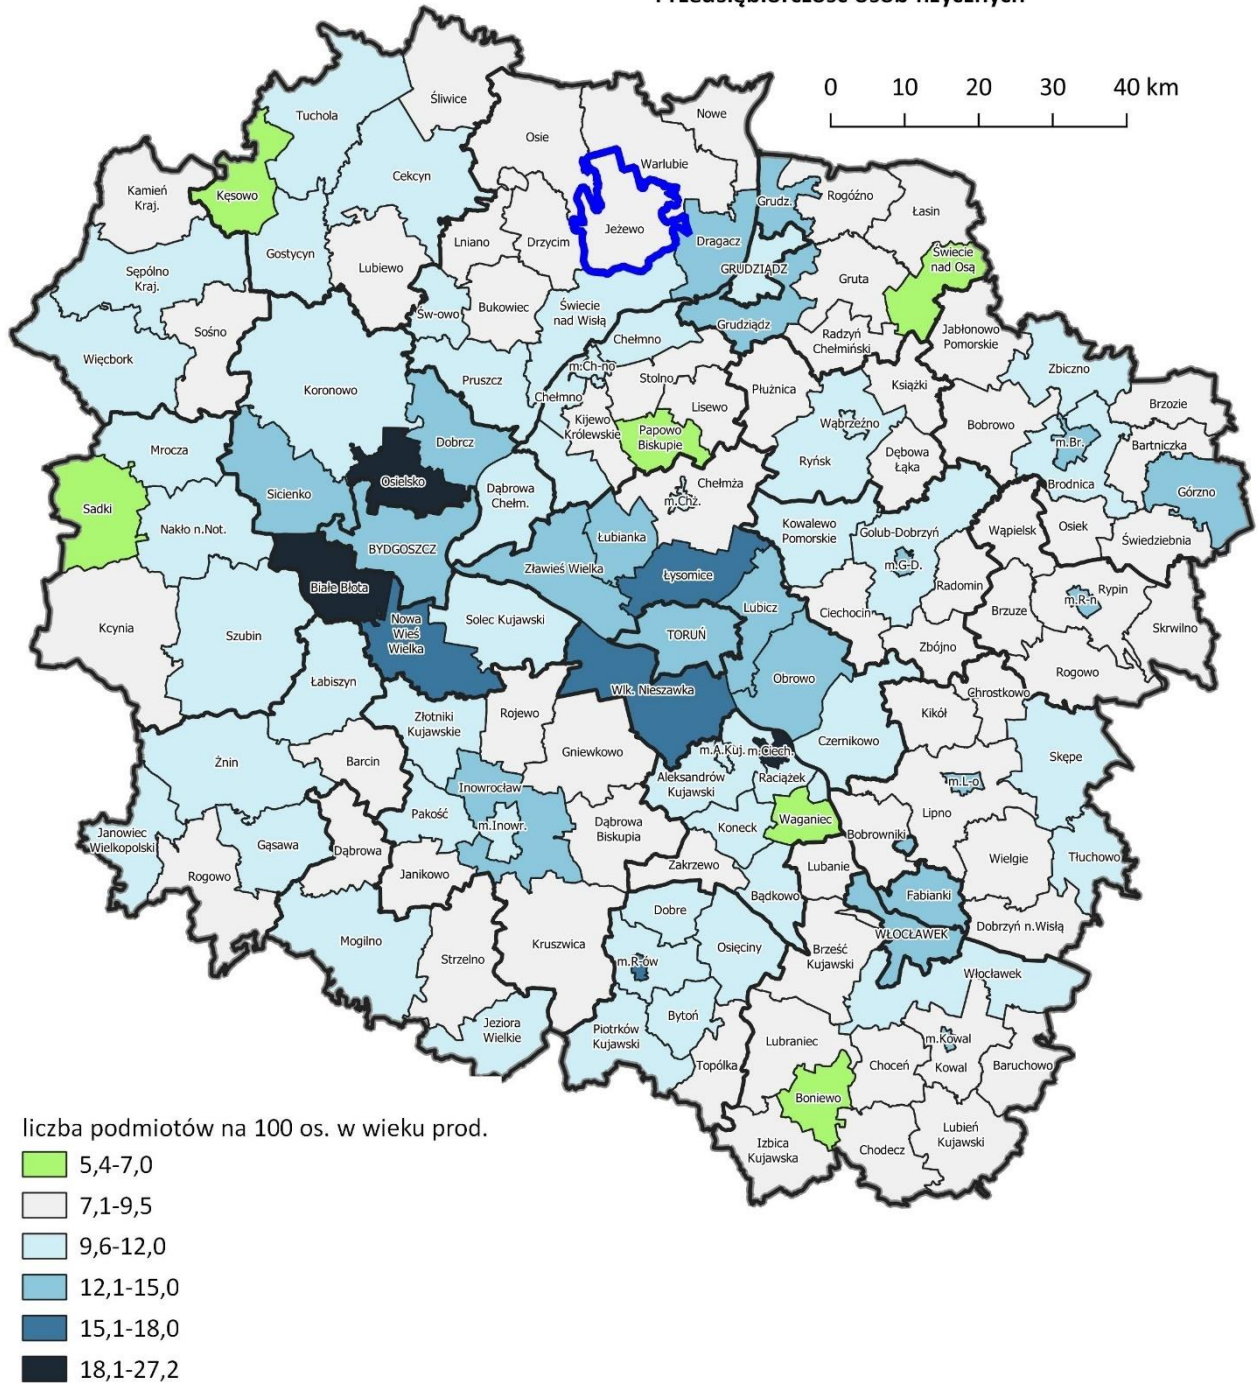 Przedsiębiorczość osób fizycznych
0 10 20 30 40 km
Śliwice
Tuchola
Nowe
Osie
Warlubie
Cekcyn
Kamień
Kraj.
Kęsowo
Grudz.
Rogóźno
Łasin
Jeżewo
Lniano
Drzycim
Dragacz
Gostycyn
Lubiewo
Świecie
nad Osą
GRUDZIĄDZ
Sępólno
Kraj.
Gruta
Bukowiec
Św-owo
Świecie
nad Wisłą
Grudziądz
Sośno
Chełmno
Radzyń
Chełmiński
Jabłonowo
Pomorskie
Więcbork
m.Ch-no
Zbiczno
Koronowo
Pruszcz
Stolno
Płużnica
Książki
Chełmno
Lisewo
Brzozie
Kijewo
Królewskie
Wąbrzeźno
Bobrowo
Papowo
Biskupie
Dobrcz
m.Br.
Bartniczka
Mrocza
Ryńsk
Dębowa
Łąka
Osielsko
Sicienko
Dąbrowa
Chełm.
Chełmża
Brodnica
Górzno
m.Chż.
Sadki
Nakło n.Not.
Kowalewo
Pomorskie
Golub-Dobrzyń
Wąpielsk
Osiek
Świedziebnia
Łubianka
BYDGOSZCZ
m.G-D.
Zławieś Wielka
Łysomice
Białe Błota
Radomin
Rypin
m.R-n
Lubicz
Ciechocin
Brzuze
Nowa
Wieś
Wielka
Solec Kujawski
Kcynia
Szubin
TORUŃ
Skrwilno
Zbójno
Rogowo
Łabiszyn
Obrowo
Wlk. Nieszawka
Chrostkowo
Rojewo
Kikół
Złotniki
Kujawskie
Czernikowo
Gniewkowo
m.A.Kuj.
m.Ciech.
Żnin
Barcin
Skępe
Aleksandrów
Kujawski
Raciążek
m.L-o
Inowrocław
Pakość
Lipno
Waganiec
m.Inowr.
Dąbrowa
Biskupia
Koneck
Janowiec
Wielkopolski
Bobrowniki
Gąsawa
Dąbrowa
Wielgie
Tłuchowo
Zakrzewo
Lubanie
Rogowo
Janikowo
Bądkowo
Fabianki
Dobre
Dobrzyń n.Wisłą
WŁOCŁAWEK
Mogilno
Kruszwica
Osięciny
Brześć
Kujawski
Strzelno
m.R-ów
Włocławek
Bytoń
Jeziora
Wielkie
Piotrków
Kujawski
Lubraniec
m.Kowal
Topólka
Choceń
Kowal
Baruchowo
Boniewo
Lubień
Kujawski
Izbica
Kujawska
Chodecz
liczba podmiotów na 100 os. w wieku prod.
5,4-7,0
7,1-9,5
9,6-12,0
12,1-15,0
15,1-18,0
18,1-27,2